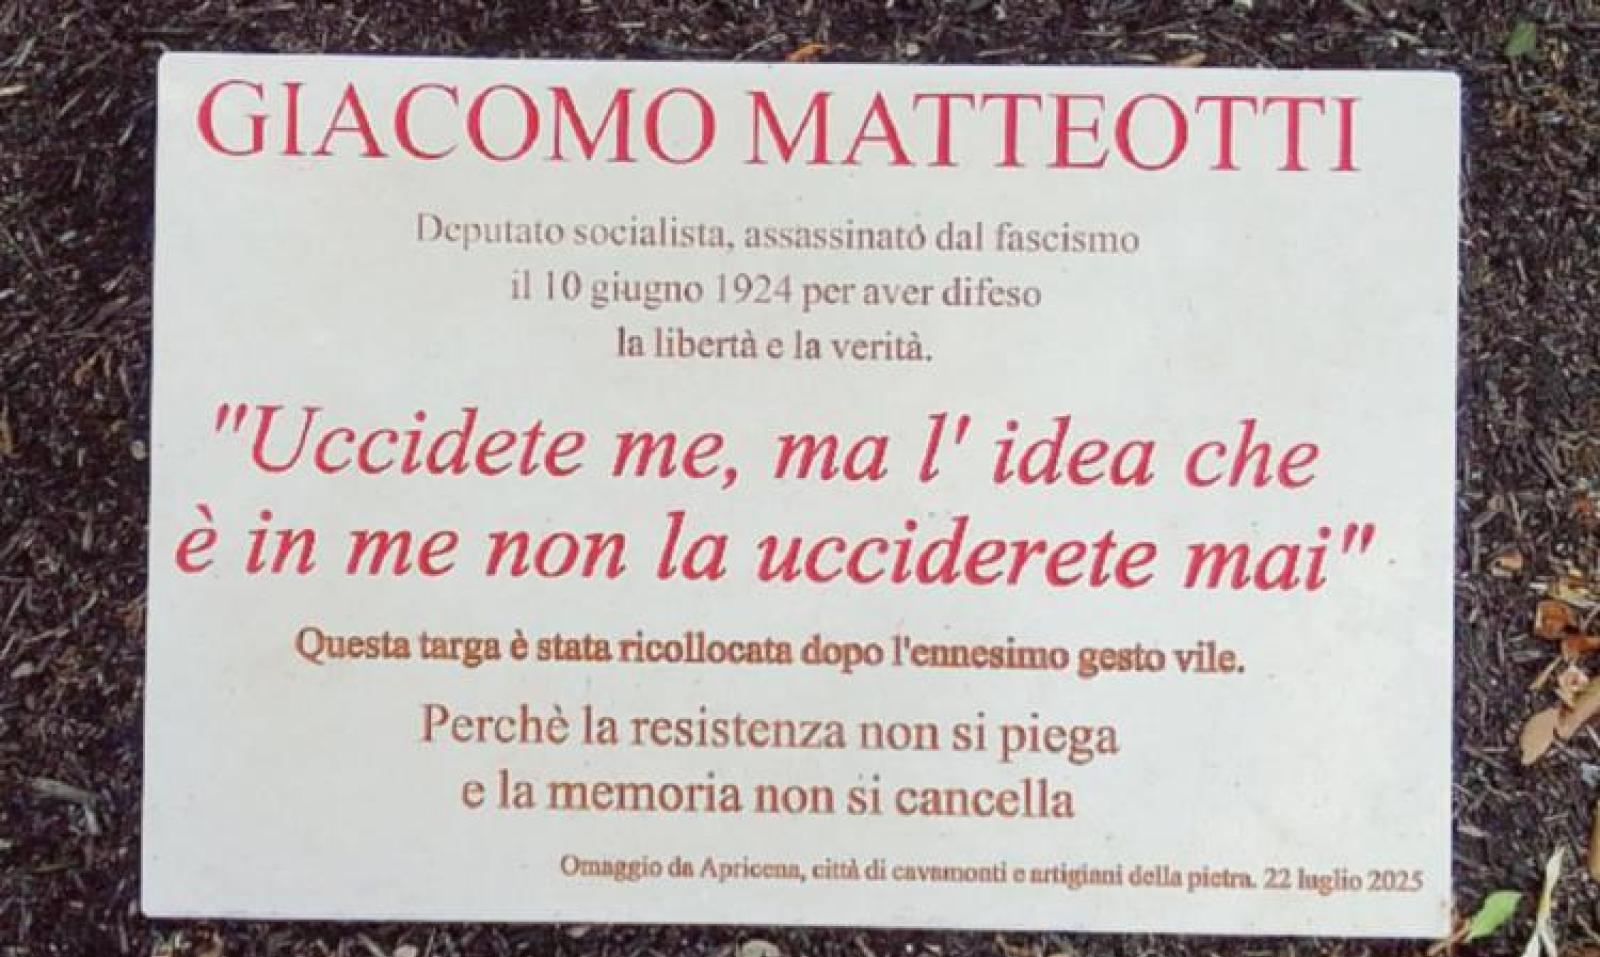 GIACOMO MATTEOTTI
Deputato socialista, assassinato dal fascismo
il 10 giugno 1924 per aver difeso
la libertà e la verità.
"Uccidete me, ma l' idea che
è in me non la ucciderete mai"
Questa targa è stata ricollocata dopo l'ennesimo gesto vile.
Perchè la resistenza non si piega
e la memoria non si cancella
Omaggio da Apricena, città di cavamonti e artigiani della pietra. 22 luglio 2025